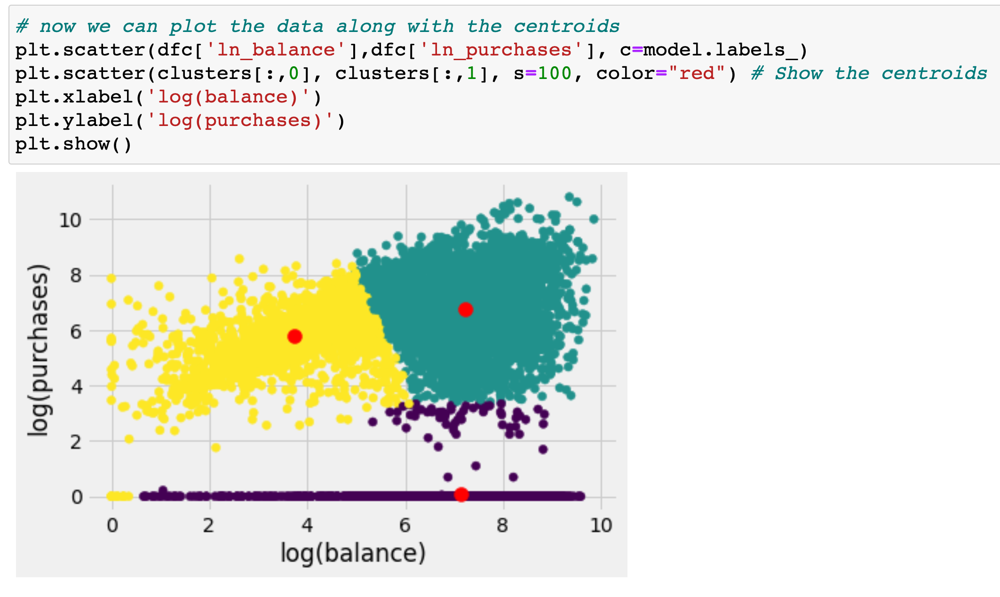 # now we can plot the data along with the centroids
plt.scatter(dfc['ln_balance'],dfc['ln_purchases'], c=model.labels_)
plt.scatter(clusters[:,0], clusters[:,1], s=100, color="red") # Show the centroids
plt.xlabel('log(balance)')
plt.ylabel('log(purchases)')
plt.show()
10
8
6
4
2
0
log(purchases)
0 2 4 6 8 10
log(balance)